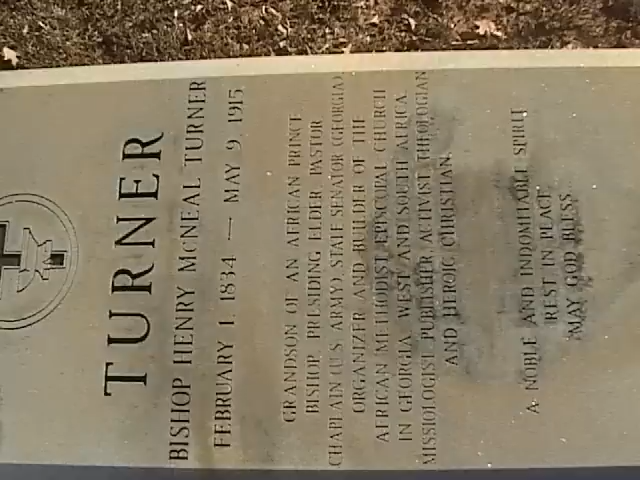 TURNER
BISHOP HENRY McNEAL TURNER
FEBRUARY 1, 1834 — MAY 9, 1915
GRANDSON OF AN AFRICAN PRINCE
BISHOP, PRESIDING ELDER, PASTOR
CHAPLAIN (U.S. ARMY), STATE SENATOR (GEORGIA)
ORGANIZER AND BUILDER OF THE
AFRICAN METHODIST EPISCOPAL CHURCH
IN GEORGIA, WEST AND SOUTH AFRICA,
MISSIOLOGIST PUBLISHER ACTIVIST THEOLOGIAN
AND HEROIC CHRISTIAN.
A NOBLE AND INDOMITABLE SPIRIT
REST IN PEACE
MAY GOD BLESS